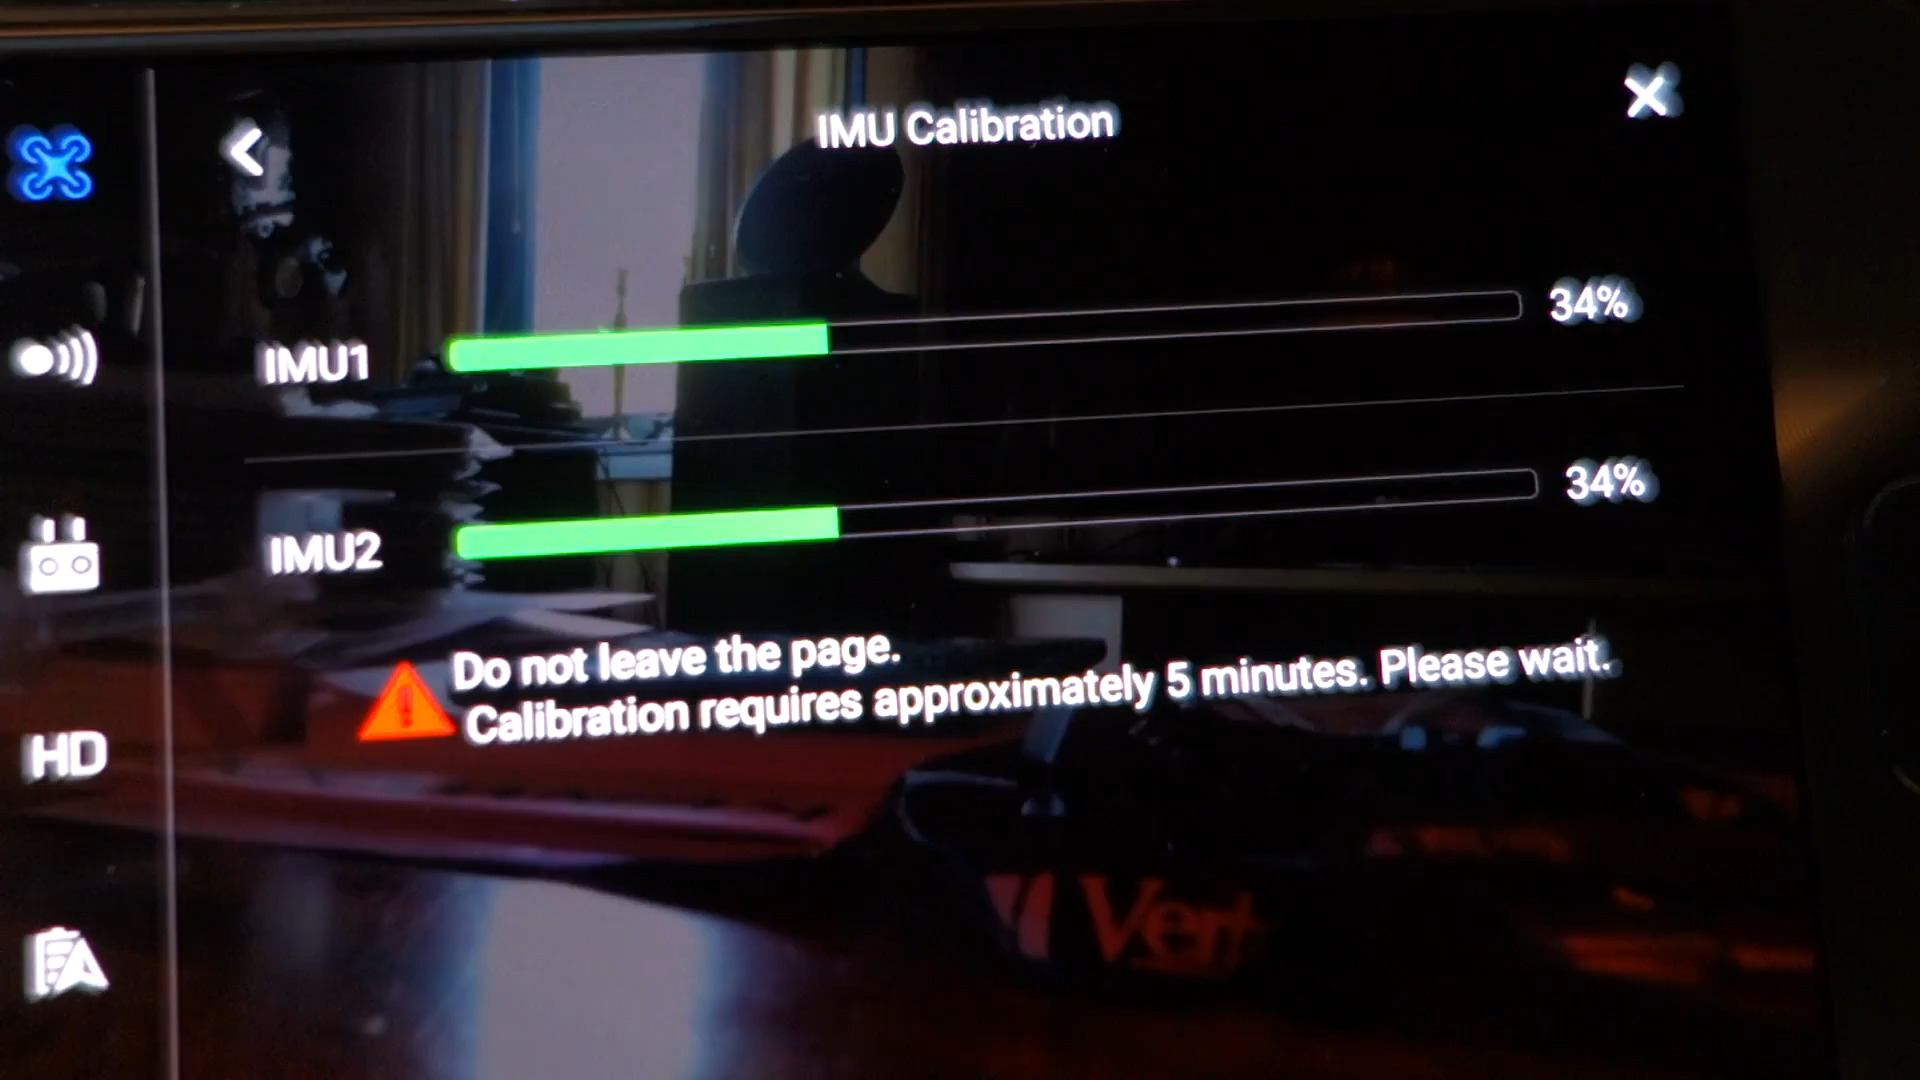 IMU Calibration
IMU1
34%
IMU2
34%
Do not leave the page.
Calibration requires approximately 5 minutes. Please wait.
HD